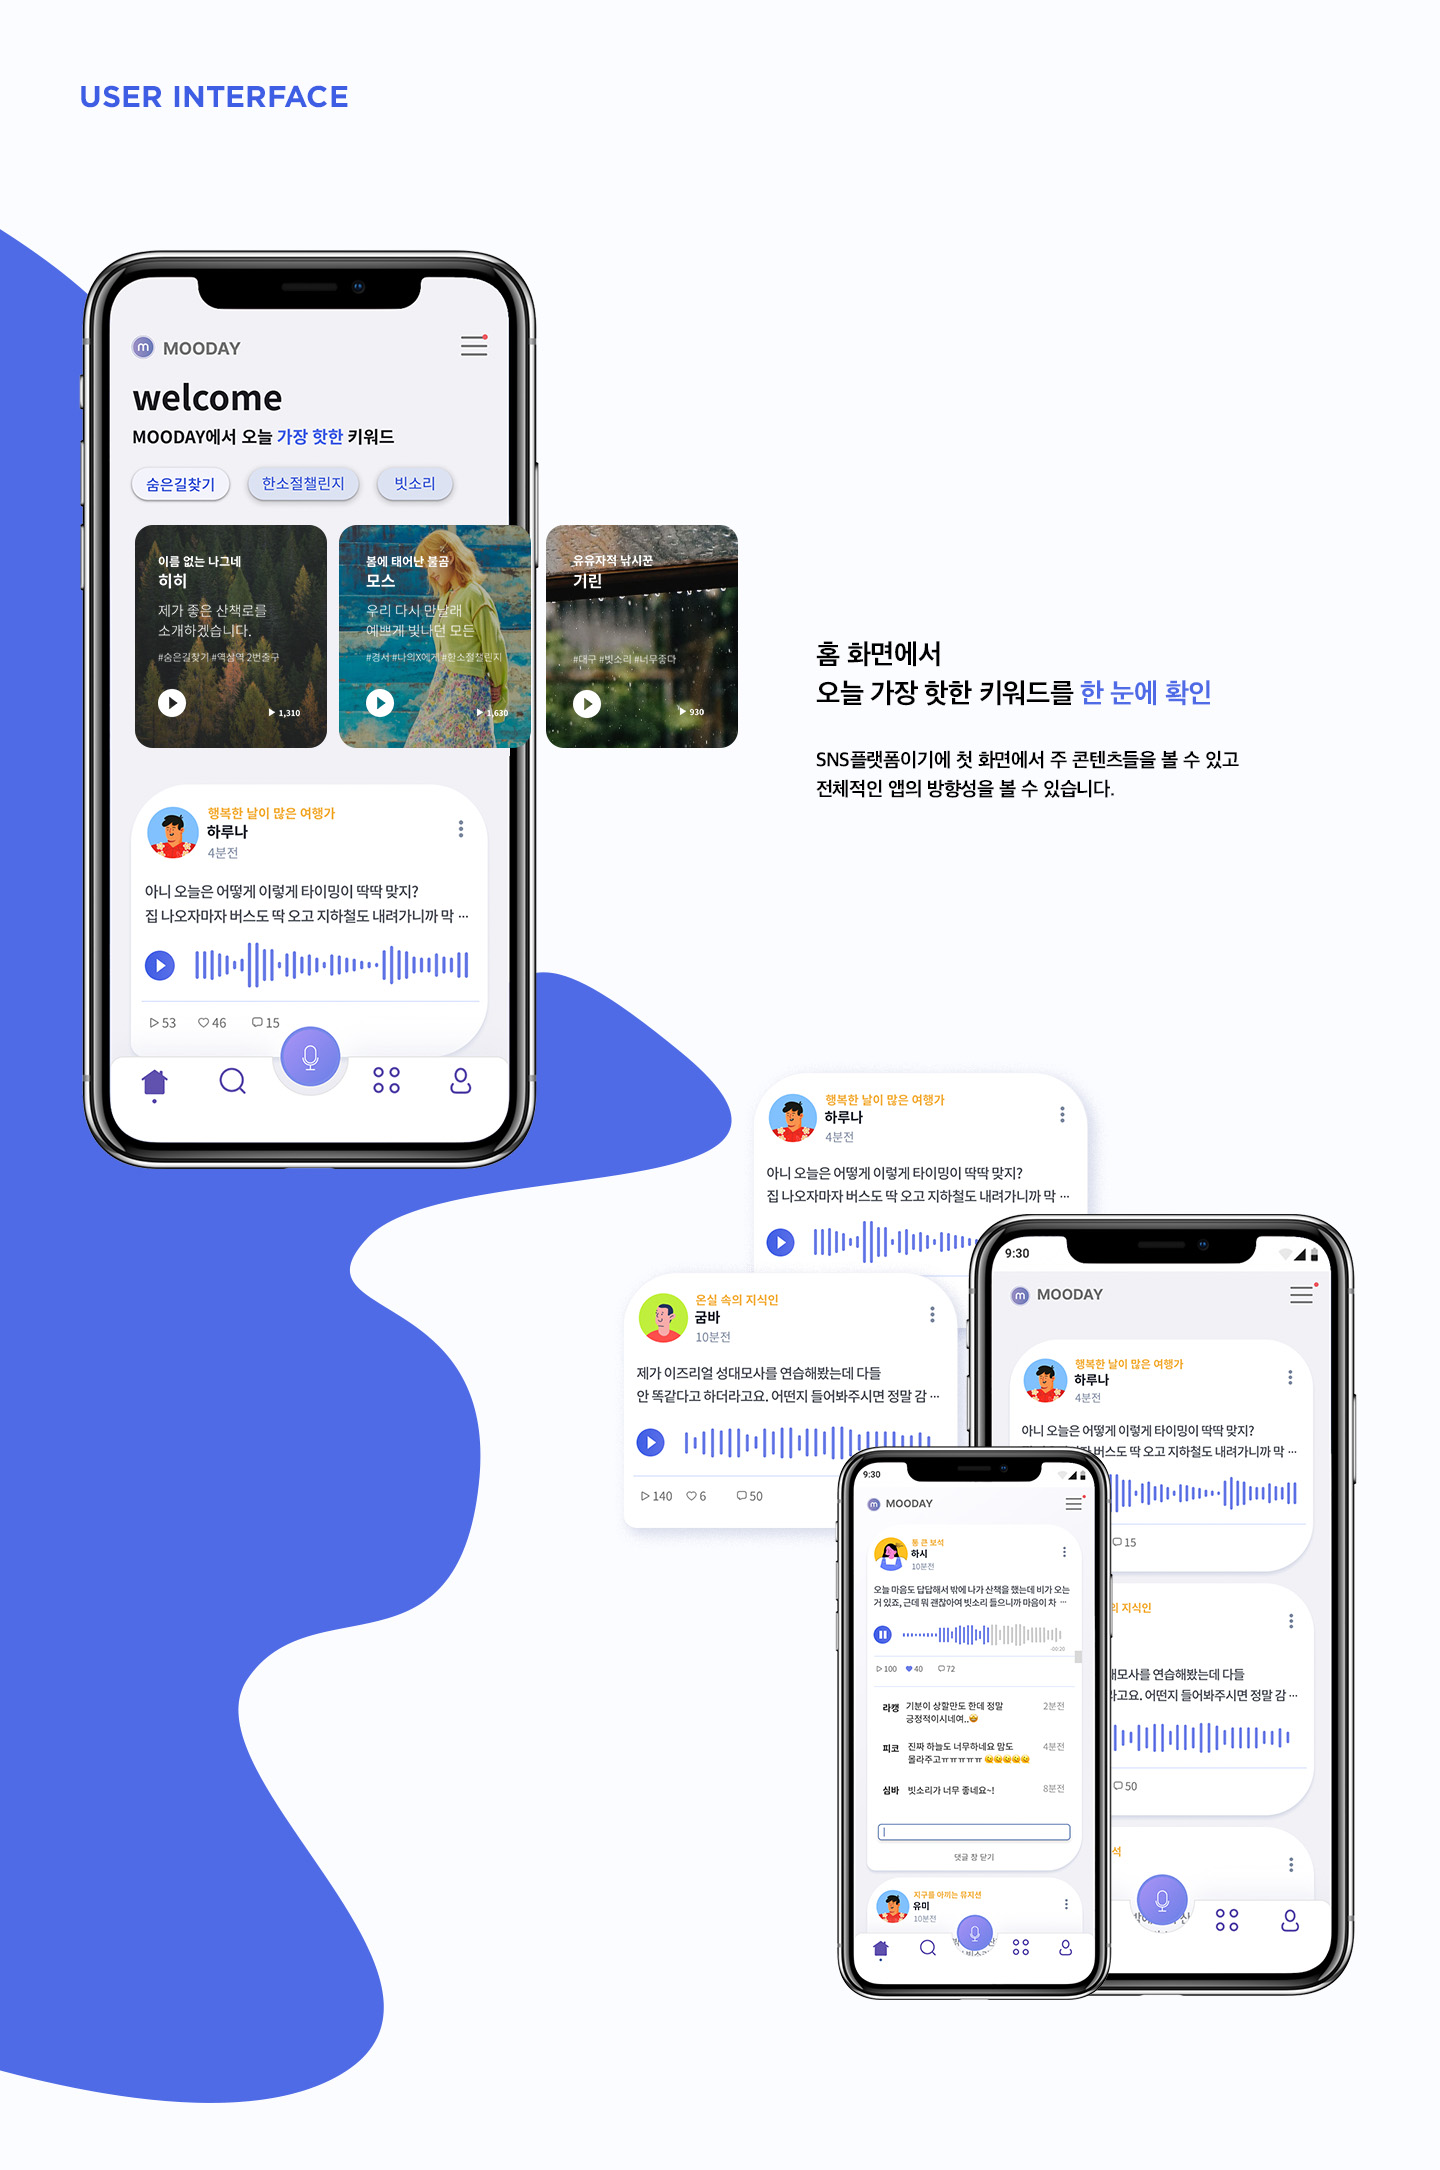 USER INTERFACE
MOODAY
welcome
MOODAY에서 오늘 가장 핫한 키워드
숨은길찾기
한소절챌린지
빗소리
이름 없는 나그네
히히
제가 좋은 산책로를
소개하겠습니다.
#숨은길찾기 #역삼역 2번출구
1,310
봄에 태어난 불곰
모스
우리 다시 만날래
예쁘게 빛나던 모든
#경서 #나의X에게 #한소절챌린지
1,630
유유자적 낚시꾼
기린
#대구 #빗소리 #너무좋다
930
홈 화면에서
오늘 가장 핫한 키워드를 한 눈에 확인
SNS플랫폼이기에 첫 화면에서 주 콘텐츠들을 볼 수 있고
전체적인 앱의 방향성을 볼 수 있습니다.
행복한 날이 많은 여행가
하루나
4분전
아니 오늘은 어떻게 이렇게 타이밍이 딱딱 맞지?
집 나오자마자 버스도 딱 오고 지하철도 내려가니까 막 ···
53
46
15
행복한 날이 많은 여행가
하루나
4분전
아니 오늘은 어떻게 이렇게 타이밍이 딱딱 맞지?
집 나오자마자 버스도 딱 오고 지하철도 내려가니까 막 ···
온실 속의 지식인
굼바
10분전
제가 이즈리얼 성대모사를 연습해봤는데 다들
안 똑같다고 하더라고요. 어떤지 들어봐주시면 정말 감 ···
140
6
50
9:30
MOODAY
행복한 날이 많은 여행가
하루나
4분전
아니 오늘은 어떻게 이렇게 타이밍이 딱딱 맞지?
버스도 딱 오고 지하철도 내려가니까 막 ···
15
지식인
대모사를 연습해봤는데 다들
라고요. 어떤지 들어봐주시면 정말 감 ···
50
석
9:30
MOODAY
통 큰 보석
하시
10분전
오늘 마음도 답답해서 밖에 나가 산책을 했는데 비가 오는
거 있죠, 근데 뭐 괜찮아여 빗소리 들으니까 마음이 차 ···
-00:20
100
40
72
라캥 기분이 상할만도 한데 정말 2분전
긍정적이시네여..🤩
피코 진짜 하늘도 너무하네요 맘도 4분전
몰라주고ㅠㅠㅠㅠㅠ
심바 빗소리가 너무 좋네요~! 8분전
댓글 창 닫기
지구를 아끼는 뮤지션
유미
10분전